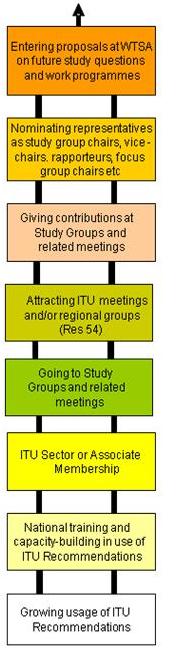 Entering proposals at WTSA
on future study questions
and work programmes
Nominating representatives
as study group chairs, vice-
chairs. rapporteurs, focus
group chairs etc
Giving contributions at
Study Groups and
related meetings
Attracting ITU meetings
and/or regional groups
(Res 54)
Going to Study
Groups and related
meetings
ITU Sector or Associate
Membership
National training and
capacity-building in use of
ITU Recommendations
Growing usage of ITU
Recommendations